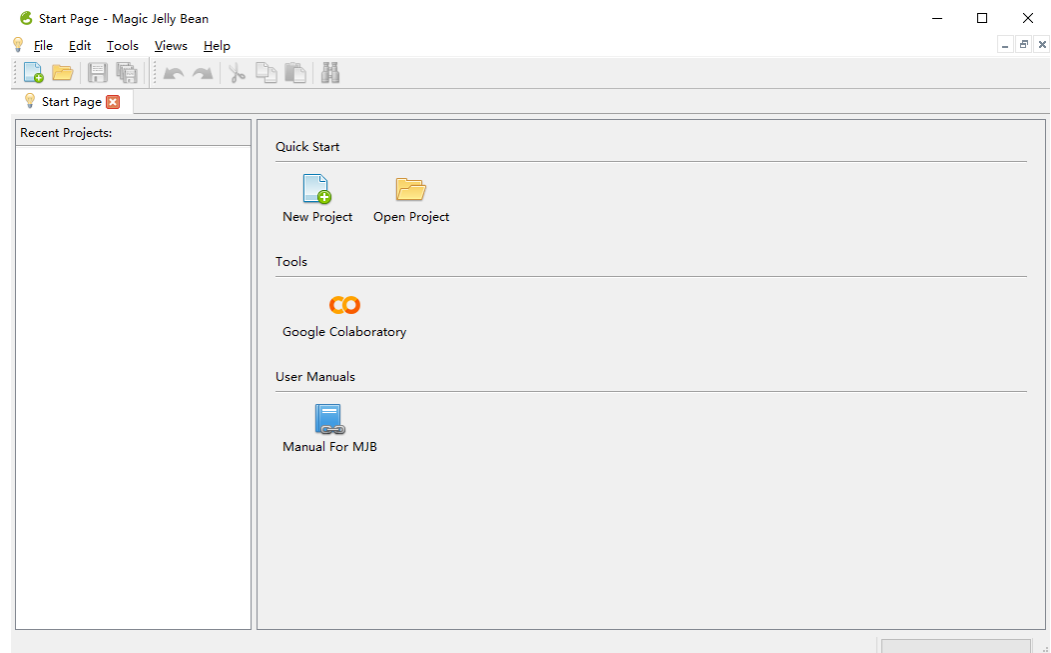 Start Page - Magic Jelly Bean
File Edit Tools Views Help
Start Page
Recent Projects:
Quick Start
New Project Open Project
Tools
Google Colaboratory
User Manuals
Manual For MJB